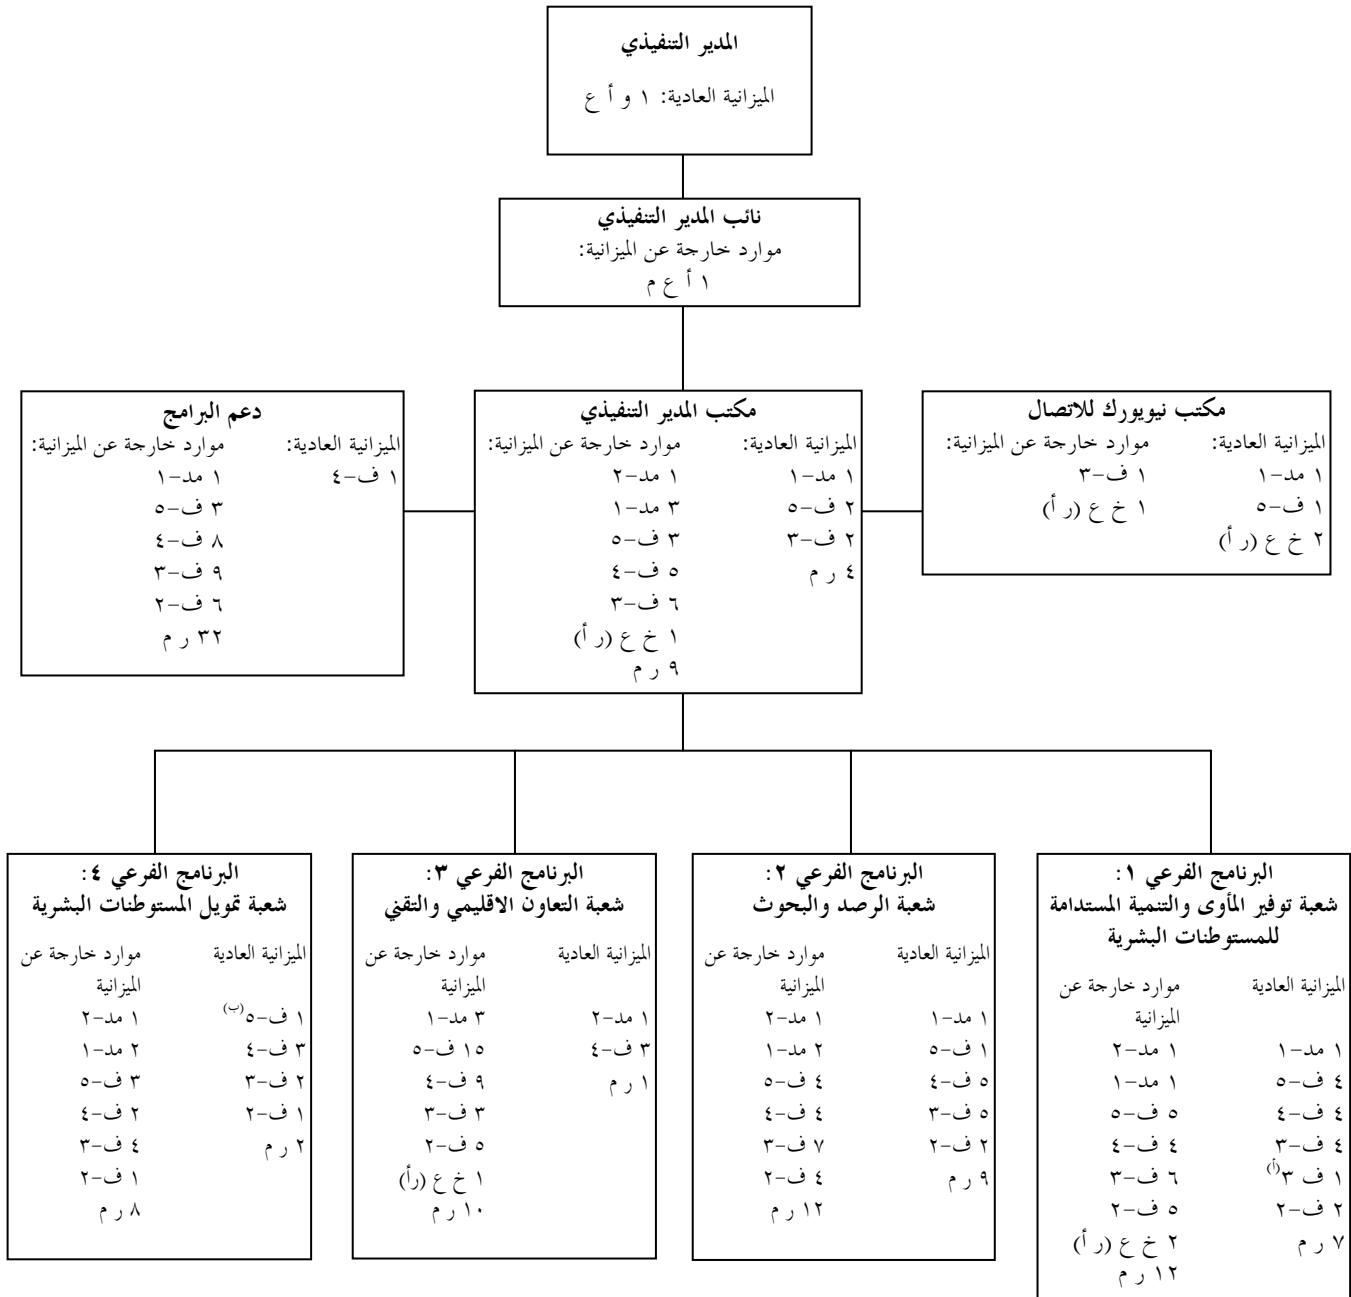 المدير التنفيذي
الميزانية العادية: ١ و أ ع
نائب المدير التنفيذي
موارد خارجة عن الميزانية:
١ أ ع م
مكتب نيويورك للاتصال
الميزانية العادية: موارد خارجة عن الميزانية:
١ مد-١ ١ ف-٣
١ ف-٥ ١ خ ع (ر أ)
٢ خ ع (ر أ)
مكتب المدير التنفيذي
الميزانية العادية: موارد خارجة عن الميزانية:
١ مد-١ ١ مد-٢
٢ ف-٥ ٣ مد-١
٢ ف-٣ ٣ ف-٥
٤ ر م ٥ ف-٤
٦ ف-٣
١ خ ع (ر أ)
٩ ر م
دعم البرامج
الميزانية العادية: موارد خارجة عن الميزانية:
١ ف-٤ ١ مد-١
٣ ف-٥
٨ ف-٤
٩ ف-٣
٦ ف-٢
٣٢ ر م
البرنامج الفرعي ١:
شعبة توفير المأوى والتنمية المستدامة
للمستوطنات البشرية
الميزانية العادية موارد خارجة عن
الميزانية
١ مد-١ ١ مد-٢
٤ ف-٥ ١ مد-١
٤ ف-٤ ٥ ف-٥
٤ ف-٣ ٤ ف-٤
١ ف ٣(أ) ٦ ف-٣
٢ ف-٢ ٥ ف-٢
٧ ر م ٢ خ ع (ر أ)
١٢ ر م
البرنامج الفرعي ٢:
شعبة الرصد والبحوث
الميزانية العادية موارد خارجة عن
الميزانية
١ مد-١ ١ مد-٢
١ ف-٥ ٢ مد-١
٥ ف-٤ ٤ ف-٥
٥ ف-٣ ٤ ف-٤
٢ ف-٢ ٧ ف-٣
٩ ر م ٤ ف-٢
١٢ ر م
البرنامج الفرعي ٣:
شعبة التعاون الاقليمي والتقني
الميزانية العادية موارد خارجة عن
الميزانية
١ مد-٢ ٣ مد-١
٣ ف-٤ ١٥ ف-٥
١ ر م ٩ ف-٤
٣ ف-٣
٥ ف-٢
١ خ ع (رأ)
١٠ ر م
البرنامج الفرعي ٤:
شعبة تمويل المستوطنات البشرية
الميزانية العادية موارد خارجة عن
الميزانية
١ ف-٥(ب) ١ مد-٢
٣ ف-٤ ٢ مد-١
٢ ف-٣ ٣ ف-٥
١ ف-٢ ٢ ف-٤
٢ ر م ٤ ف-٣
١ ف-٢
٨ ر م